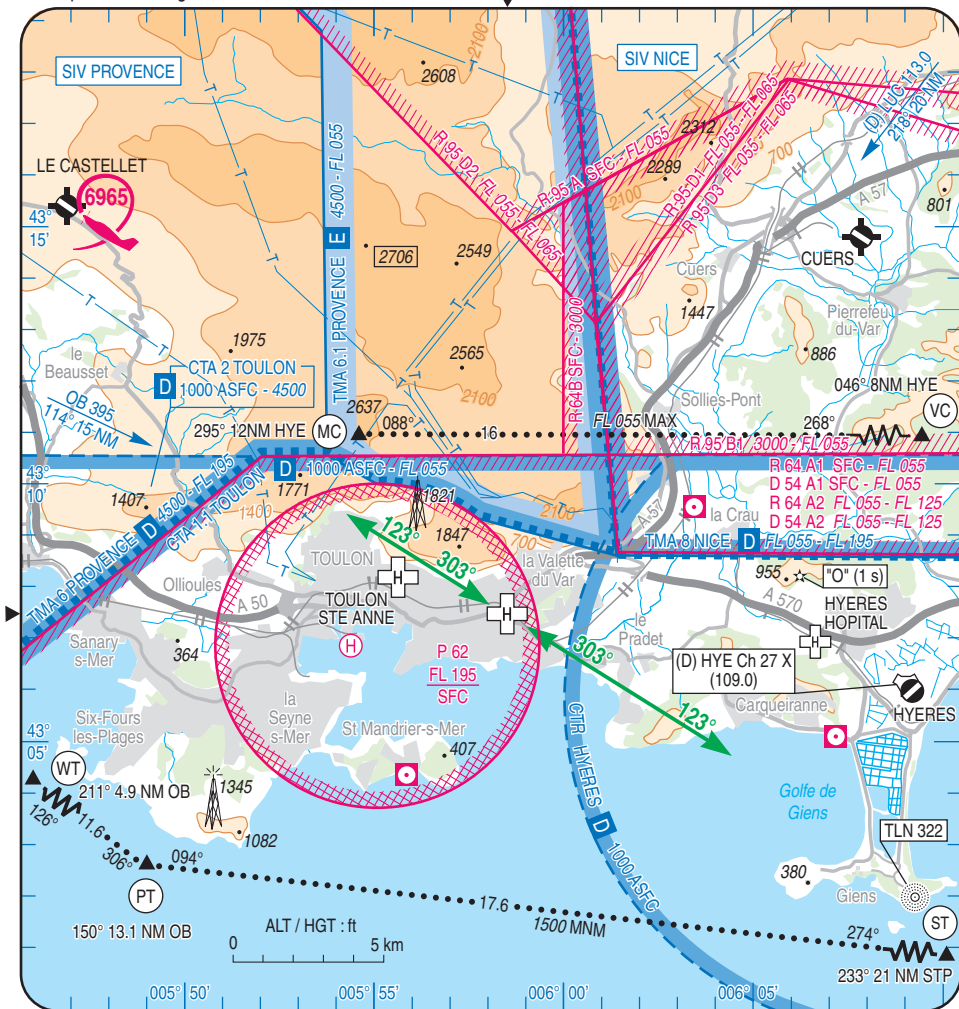 SIV PROVENCE
SIV NICE
2100
2608
(D) LUC 113.0
218° 20 NM
R 95 D2 FL 055 - FL 065
R 95 A SFC - FL 055
2312
2289
700
R 95 D1 FL 055 - FL 065
R 95 D3 FL 055 - FL 065
2100
A 57
801
LE CASTELLET
6965
43°
15'
43°
15'
TMA 6.1 PROVENCE E 4500 - FL 055
2706
2549
CUERS
Cuers
1447
Pierrefeu
du-Var
886
1975
le
Beausset
CTA 2 TOULON
D 1000 ASFC - 4500
2565
2100
R 64B SFC - 3000
Sollies-Pont
046° 8NM HYE
VC
OB 395
114° 15 NM
2637
295° 12NM HYE
MC
088°
16
FL 055 MAX
268°
R 95 B1 3000 - FL 055
43°
10'
43°
10'
D 1000 ASFC - FL 055
1771
1400
1407
R 64 A1 SFC - FL 055
D 54 A1 SFC - FL 055
R 64 A2 FL 055 - FL 125
D 54 A2 FL 055 - FL 125
TMA 6 PROVENCE D 4500 - FL 195
CTA 1-1 TOULON
1821
2100
A 57
la Crau
TMA 8 NICE D FL 055 - FL 195
123°
303°
1847
700
la Valette
du Var
TOULON
H
Ollioules
A 50
TOULON
STE ANNE
H
H
955
"O" (1 s)
A 570
HYERES
HOPITAL
H
Sanary
s-Mer
364
P 62
FL 195
SFC
le
Pradet
303°
123°
(D) HYE Ch 27 X
(109.0)
Carqueiranne
HYERES
Six-Fours
les-Plages
la
Seyne
s-Mer
St Mandrier-s-Mer
407
43°
05'
43°
05'
WT
211° 4.9 NM OB
1345
1082
126°
11.6
306°
094°
PT
150° 13.1 NM OB
CTR HYERES D 1000 ASFC
Golfe de
Giens
TLN 322
380
Giens
ST
ALT / HGT : ft
0
5 km
17.6
1500 MNM
274°
233° 21 NM STP
005° 50'
005° 55'
006° 00'
006° 05'